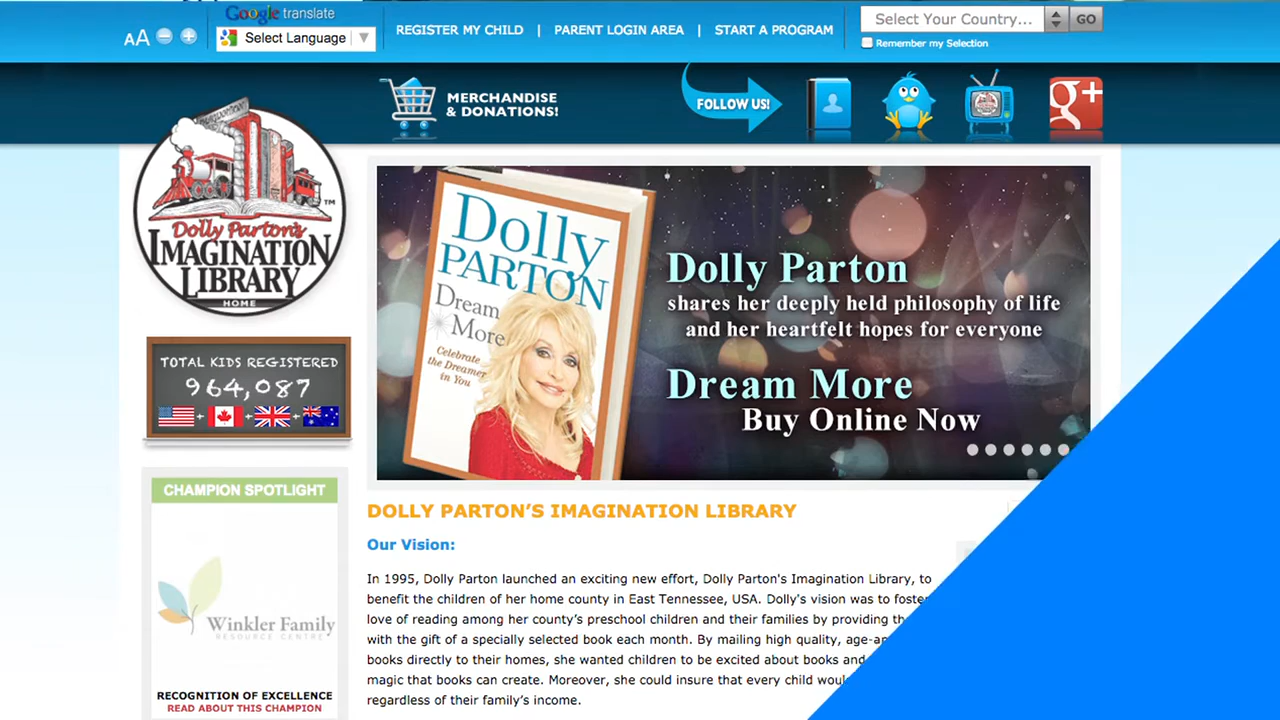 Google translate
AA
Select Language
REGISTER MY CHILD | PARENT LOGIN AREA | START A PROGRAM
Select Your Country...
GO
Remember my Selection
MERCHANDISE
& DONATIONS!
FOLLOW US!
g+
Dolly Parton's
IMAGINATION
LIBRARY
HOME
TM
TOTAL KIDS REGISTERED
964,087
Dolly
PARTON
Dream
More
Celebrate
the Dreamer
in You
Dolly Parton
shares her deeply held philosophy of life
and her heartfelt hopes for everyone
Dream More
Buy Online Now
CHAMPION SPOTLIGHT
Winkler Family
RESOURCE CENTRE
RECOGNITION OF EXCELLENCE
READ ABOUT THIS CHAMPION
DOLLY PARTON'S IMAGINATION LIBRARY
Our Vision:
In 1995, Dolly Parton launched an exciting new effort, Dolly Parton's Imagination Library, to
benefit the children of her home county in East Tennessee, USA. Dolly's vision was to foster
love of reading among her county's preschool children and their families by providing
with the gift of a specially selected book each month. By mailing high quality,
books directly to their homes, she wanted children to be excited about books and
magic that books can create. Moreover, she could insure that every child
regardless of their family's income.